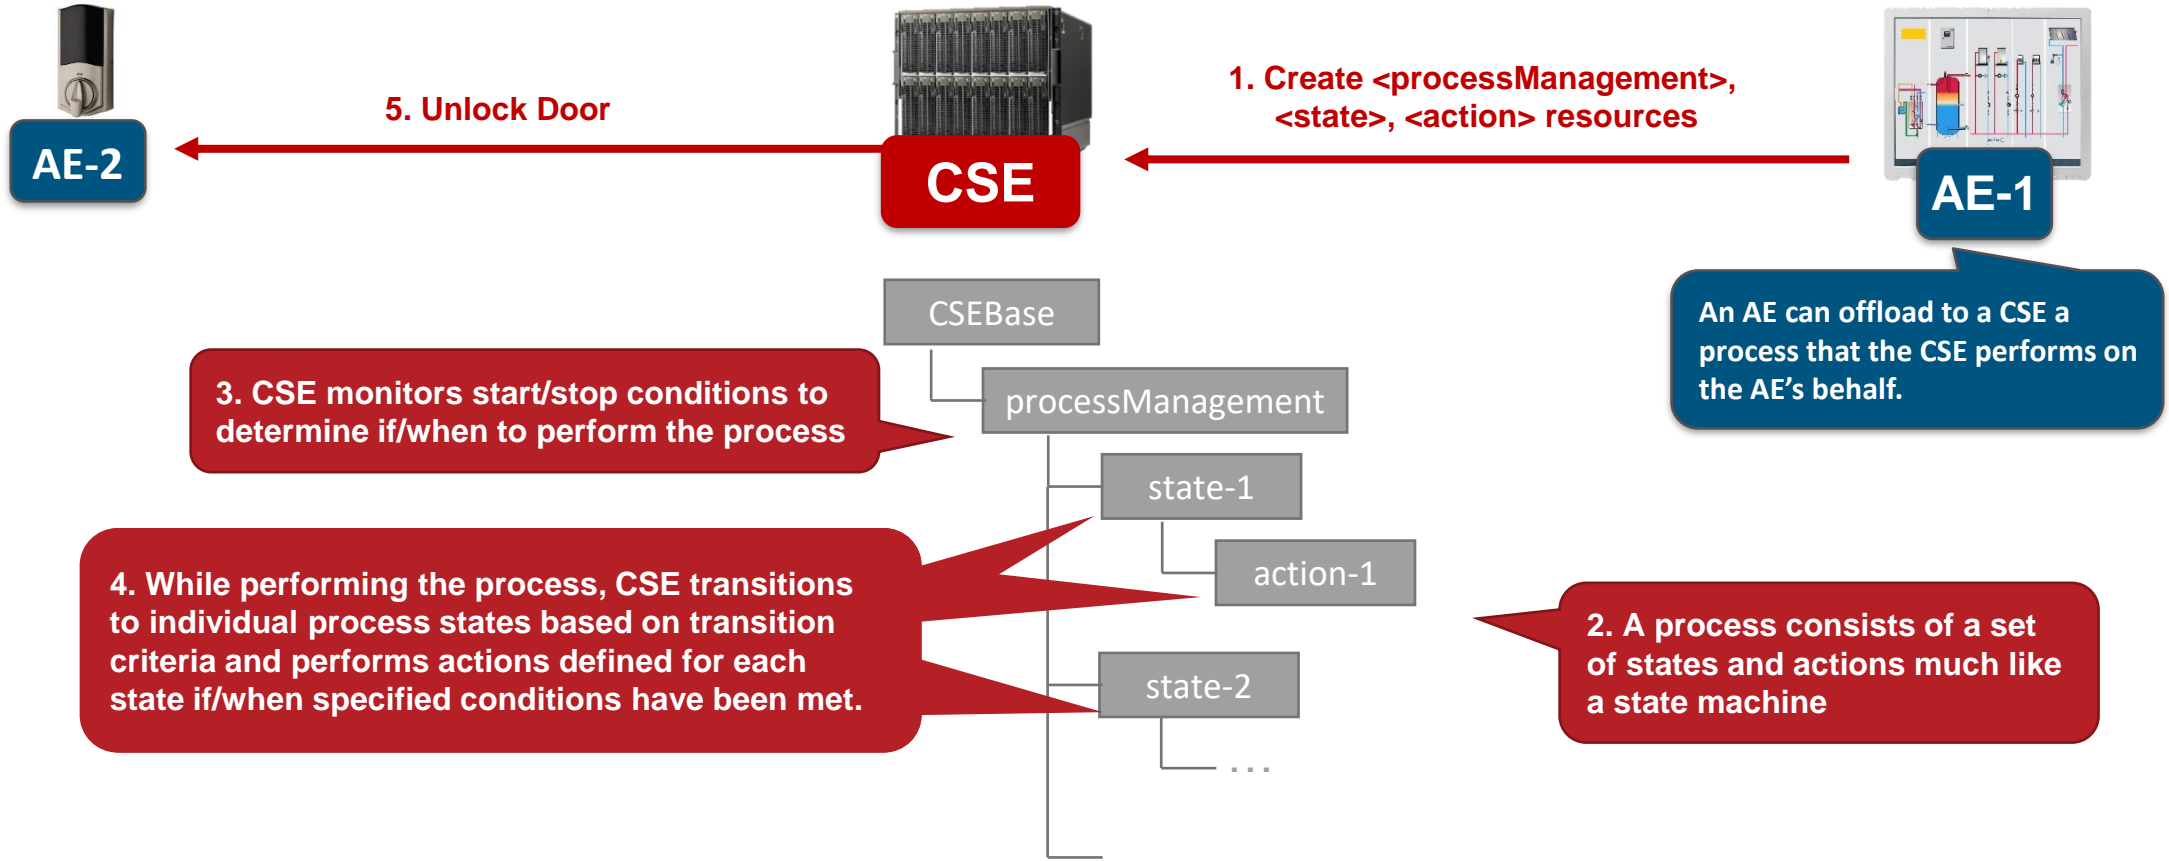 5. Unlock Door
1. Create <processManagement>,
<state>, <action> resources
AE-2
CSE
AE-1
CSEBase
An AE can offload to a CSE a
process that the CSE performs on
the AE’s behalf.
3. CSE monitors start/stop conditions to
determine if/when to perform the process
processManagement
state-1
action-1
4. While performing the process, CSE transitions
to individual process states based on transition
criteria and performs actions defined for each
state if/when specified conditions have been met.
2. A process consists of a set
of states and actions much like
a state machine
state-2
...